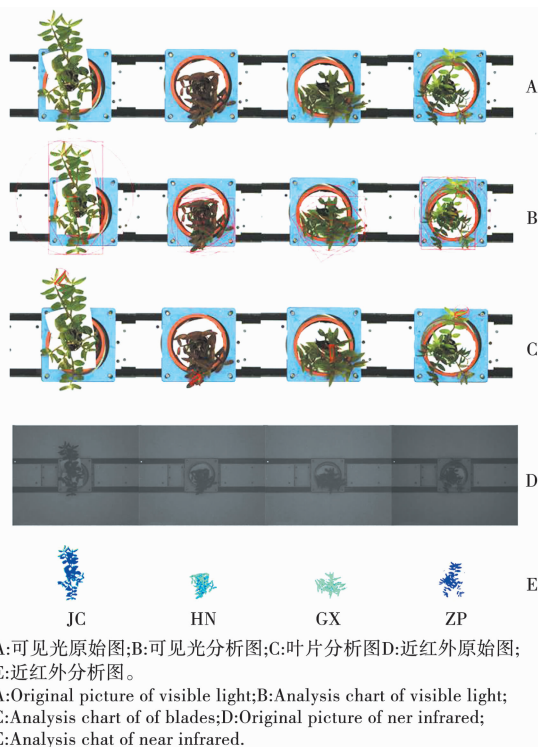 A
B
C
D
E
JC HN GX ZP
A:可见光原始图;B:可见光分析图;C:叶片分析图D:近红外原始图;
E:近红外分析图。
A:Original picture of visible light;B:Analysis chart of visible light;
C:Analysis chart of of blades;D:Original picture of ner infrared;
E:Analysis chat of near infrared.